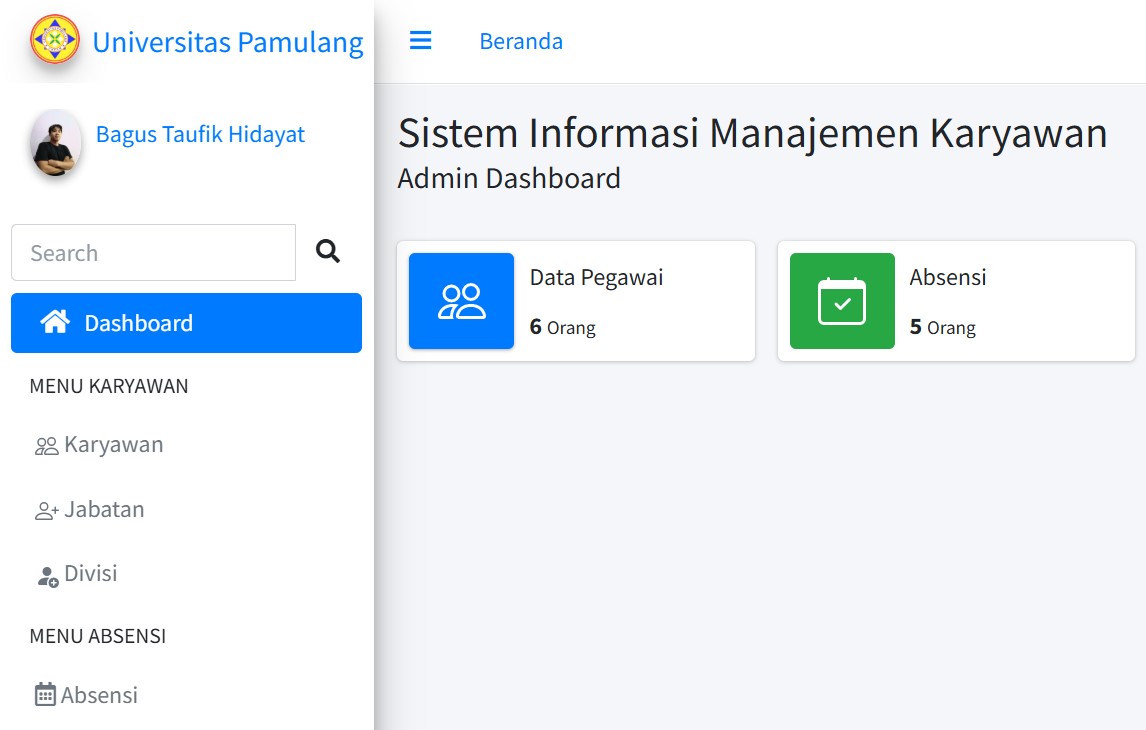 Universitas Pamulang
Bagus Taufik Hidayat
Search
Dashboard
MENU KARYAWAN
Karyawan
Jabatan
Divisi
MENU ABSENSI
Absensi
Beranda
Sistem Informasi Manajemen Karyawan
Admin Dashboard
Data Pegawai
6 Orang
Absensi
5 Orang